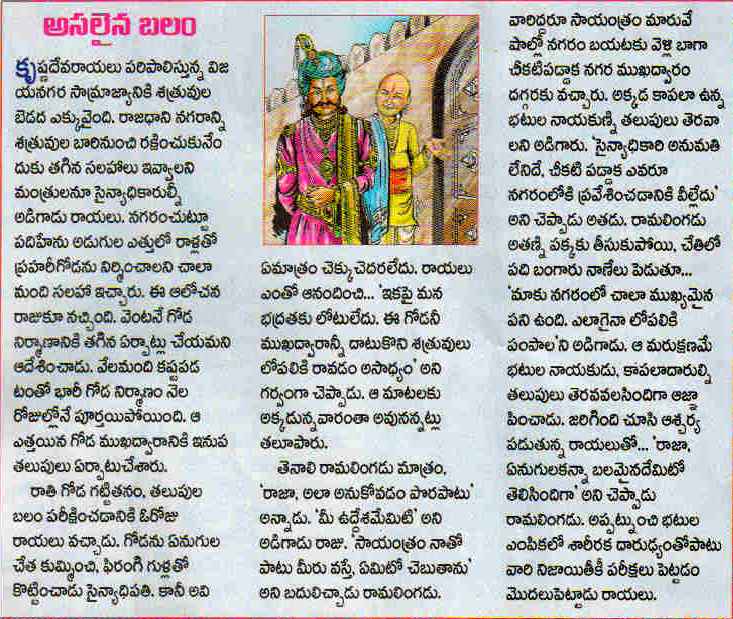 అసలైన బలం
కృష్ణదేవరాయలు పరిపాలిస్తున్న విజ
యనగర సామ్రాజ్యానికి శత్రువుల
బెడద ఎక్కువైంది. రాజధాని నగరాన్ని
శత్రువుల బారినుంచి రక్షించుకునేం
దుకు తగిన సలహాలు ఇవ్వాలని
మంత్రులనూ సైన్యాధికారుల్నీ
అడిగాడు రాయలు. నగరంచుట్టూ
పదిహేను అడుగుల ఎత్తులో రాళ్లతో
ప్రహరీగోడను నిర్మించాలని చాలా
మంది సలహా ఇచ్చారు. ఈ ఆలోచన
రాజుకూ నచ్చింది. వెంటనే గోడ
నిర్మాణానికి తగిన ఏర్పాట్లు చేయమని
ఆదేశించాడు. వేలమంది కష్టపడ
టంతో భారీ గోడ నిర్మాణం నెల
రోజుల్లోనే పూర్తయిపోయింది. ఆ
ఎత్తయిన గోడ ముఖద్వారానికి ఇనుప
తలుపులు ఏర్పాటుచేశారు.
రాతి గోడ గట్టితనం, తలుపుల
బలం పరీక్షించడానికి ఓరోజు
రాయలు వచ్చాడు. గోడను ఏనుగుల
చేత కుమ్మించి, ఫిరంగి గుళ్లతో
కొట్టించాడు సైన్యాధిపతి. కానీ అవి
ఏమాత్రం చెక్కుచెదరలేదు. రాయలు
ఎంతో ఆనందించి... 'ఇకపై మన
భద్రతకు లోటులేదు. ఈ గోడనీ
ముఖద్వారాన్నీ దాటుకొని శత్రువులు
లోపలికి రావడం అసాధ్యం' అని
గర్వంగా చెప్పాడు. ఆ మాటలకు
అక్కడున్నవారంతా అవునన్నట్లు
తలూపారు.
తెనాలి రామలింగడు మాత్రం,
'రాజా, అలా అనుకోవడం పొరపాటు'
అన్నాడు. 'మీ ఉద్దేశమేమిటి' అని
అడిగాడు రాజు. 'సాయంత్రం నాతో
పాటు మీరు వస్తే, ఏమిటో చెబుతాను'
అని బదులిచ్చాడు రామలింగడు.
వారిద్దరూ సాయంత్రం మారువే
షాల్లో నగరం బయటకు వెళ్లి బాగా
చీకటిపడ్డాక నగర ముఖద్వారం
దగ్గరకు వచ్చారు. అక్కడ కాపలా ఉన్న
భటుల నాయకుణ్ని తలుపులు తెరవా
లని అడిగారు. 'సైన్యాధికారి అనుమతి
లేనిదే, చీకటి పడ్డాక ఎవరూ
నగరంలోకి ప్రవేశించడానికి వీల్లేదు'
అని చెప్పాడు అతడు. రామలింగడు
అతణ్ని పక్కకు తీసుకుపోయి, చేతిలో
పది బంగారు నాణేలు పెడుతూ...
'మాకు నగరంలో చాలా ముఖ్యమైన
పని ఉంది. ఎలాగైనా లోపలికి
పంపాల'ని అడిగాడు. ఆ మరుక్షణమే
భటుల నాయకుడు, కాపలాదారుల్ని
తలుపులు తెరవవలసిందిగా ఆజ్ఞా
పించాడు. జరిగింది చూసి ఆశ్చర్య
పడుతున్న రాయలుతో... 'రాజా,
ఏనుగులకన్నా బలమైనదేమిటో
తెలిసిందిగా' అని చెప్పాడు
రామలింగడు. అప్పట్నుంచి భటుల
ఎంపికలో శారీరక దారుఢ్యంతోపాటు
వారి నిజాయితీకీ పరీక్షలు పెట్టడం
మొదలుపెట్టాడు రాయలు.